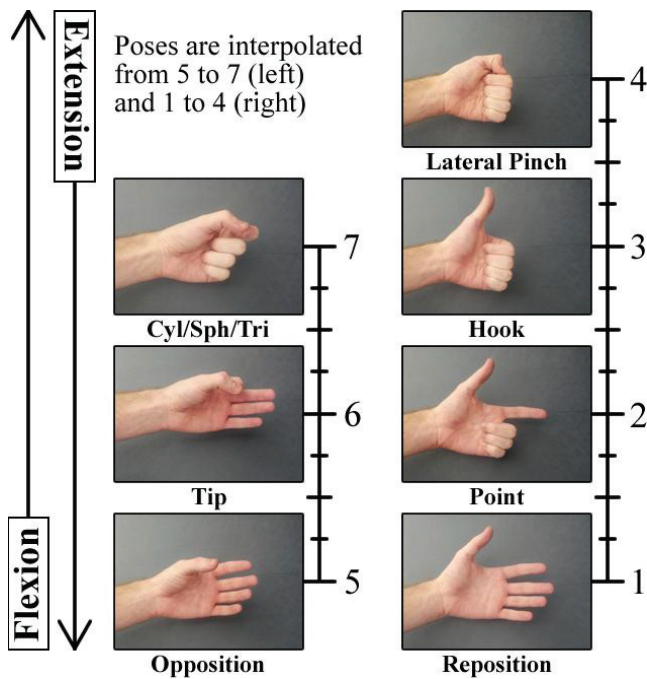 Extension
Flexion
Poses are interpolated
from 5 to 7 (left)
and 1 to 4 (right)
7
Cyl/Sph/Tri
6
Tip
5
Opposition
4
Lateral Pinch
3
Hook
2
Point
1
Reposition